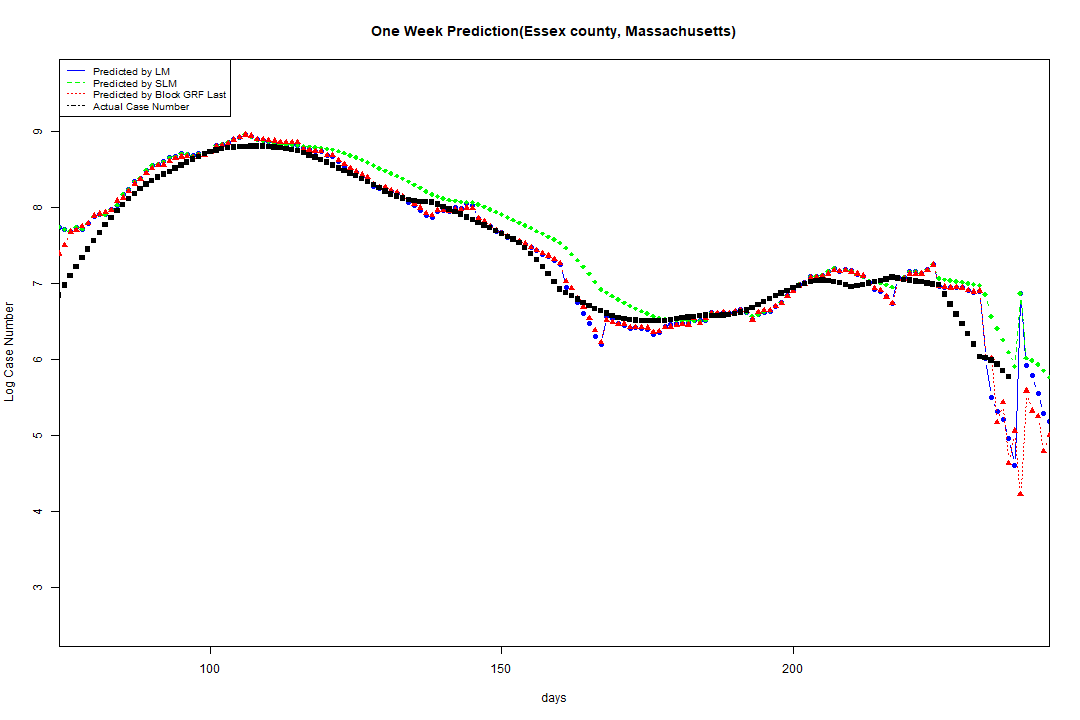 One Week Prediction(Essex county, Massachusetts)
Predicted by LM
Predicted by SLM
Predicted by Block GRF Last
Actual Case Number
9
8
7
6
5
4
3
Log Case Number
100 150 200
days